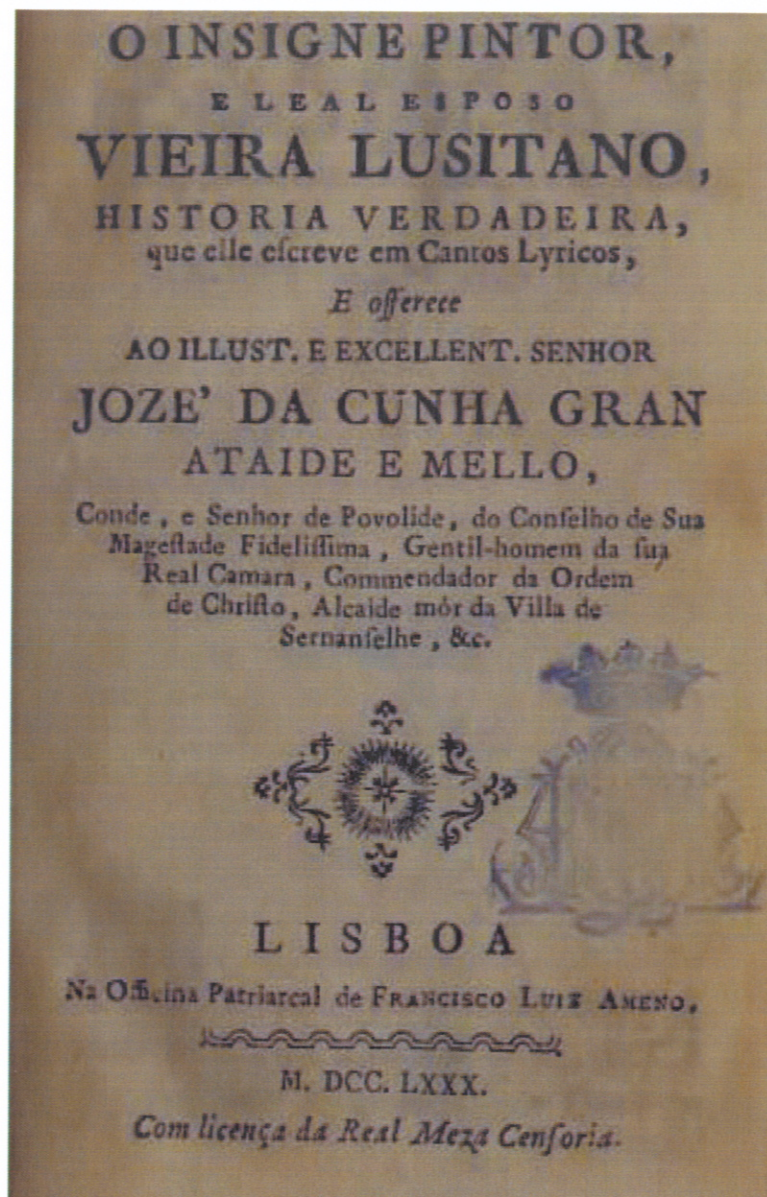 O INSIGNE PINTOR,
E LEAL ESPOSO
VIEIRA LUSITANO,
HISTORIA VERDADEIRA,
que elle eſcreve em Cantos Lyricos,
E offerece
AO ILLUST. E EXCELLENT. SENHOR
JOZE' DA CUNHA GRAN
ATAIDE E MELLO,
Conde, e Senhor de Povolide, do Conſelho de Sua
Mageſtade Fideliſſima, Gentil-homem da ſua
Real Camara, Commendador da Ordem
de Chriſto, Alcaide mór da Villa de
Sernanſelhe, &c.
LISBOA
Na Officina Patriarcal de FRANCISCO LUIZ AMENO,
M. DCC. LXXX.
Com licença da Real Meza Cenſoria.